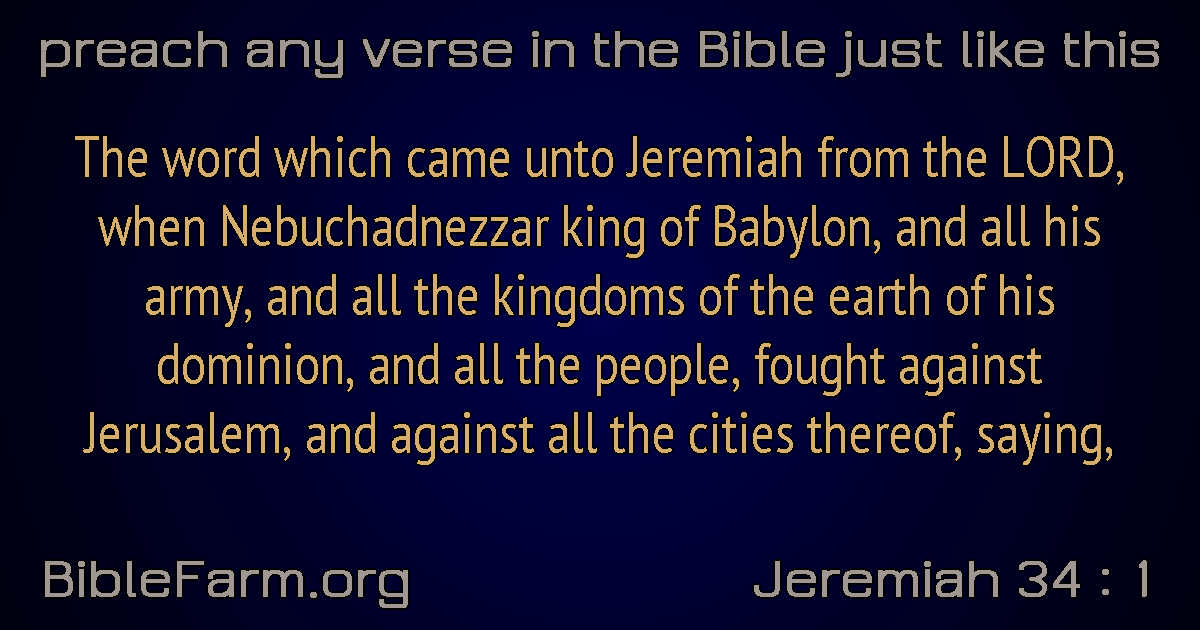 preach any verse in the Bible just like this
The word which came unto Jeremiah from the LORD,
when Nebuchadnezzar king of Babylon, and all his
army, and all the kingdoms of the earth of his
dominion, and all the people, fought against
Jerusalem, and against all the cities thereof, saying,
BibleFarm.org
Jeremiah 34 : 1